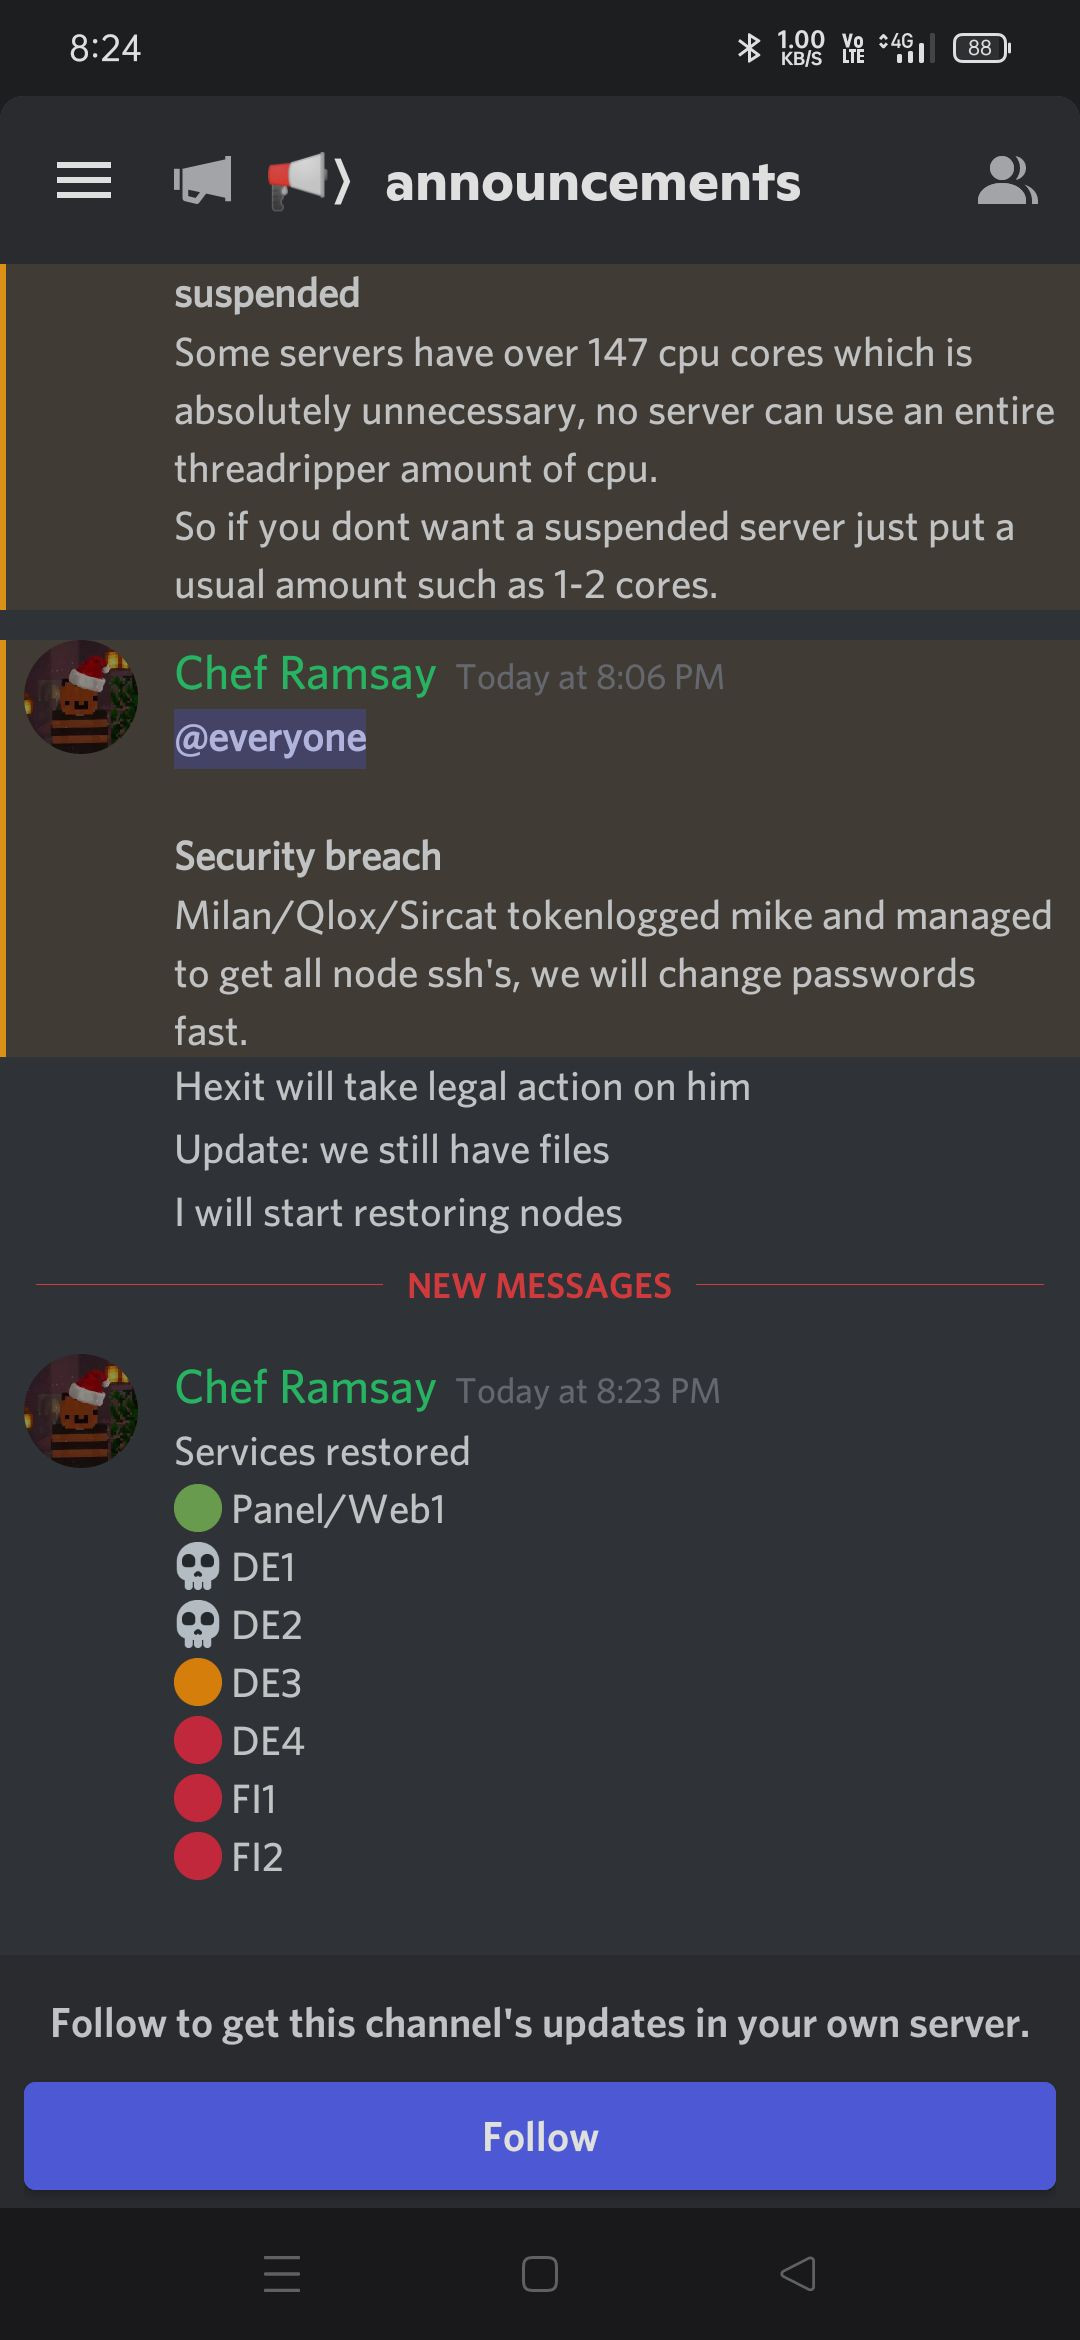 8:24
1.00 KB/S Vo LTE 4G 88
announcements
suspended
Some servers have over 147 cpu cores which is
absolutely unnecessary, no server can use an entire
threadripper amount of cpu.
So if you dont want a suspended server just put a
usual amount such as 1-2 cores.
Chef Ramsay Today at 8:06 PM
@everyone
Security breach
Milan/Qlox/Sircat tokenlogged mike and managed
to get all node ssh's, we will change passwords
fast.
Hexit will take legal action on him
Update: we still have files
I will start restoring nodes
NEW MESSAGES
Chef Ramsay Today at 8:23 PM
Services restored
Panel/Web1
DE1
DE2
DE3
DE4
FI1
FI2
Follow to get this channel's updates in your own server.
Follow